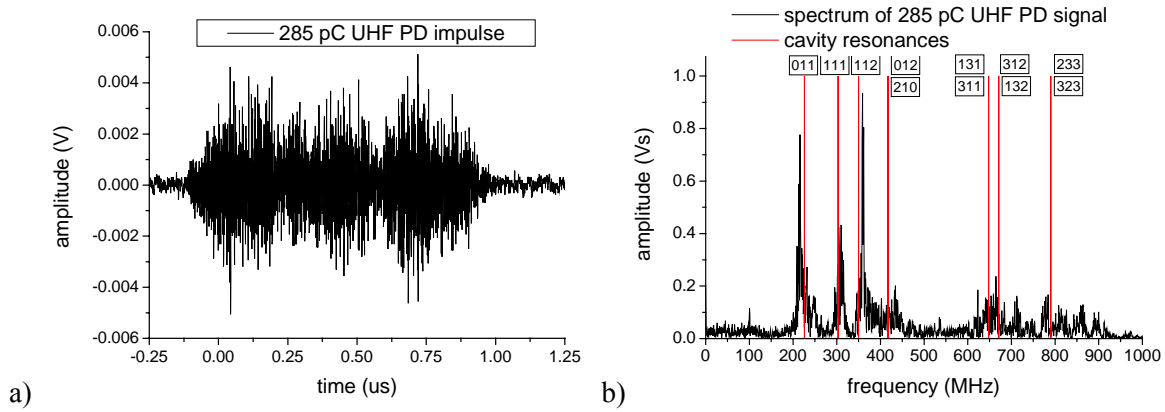 285 pC UHF PD impulse
0.006
0.004
0.002
0.000
-0.002
-0.004
-0.006
amplitude (V)
-0.25 0.00 0.25 0.50 0.75 1.00 1.25
time (us)
a)
spectrum of 285 pC UHF PD signal
cavity resonances
011 111 112 012 131 312 233
210 311 132 323
1.0
0.8
0.6
0.4
0.2
0.0
amplitude (Vs)
0 100 200 300 400 500 600 700 800 900 1000
frequency (MHz)
b)